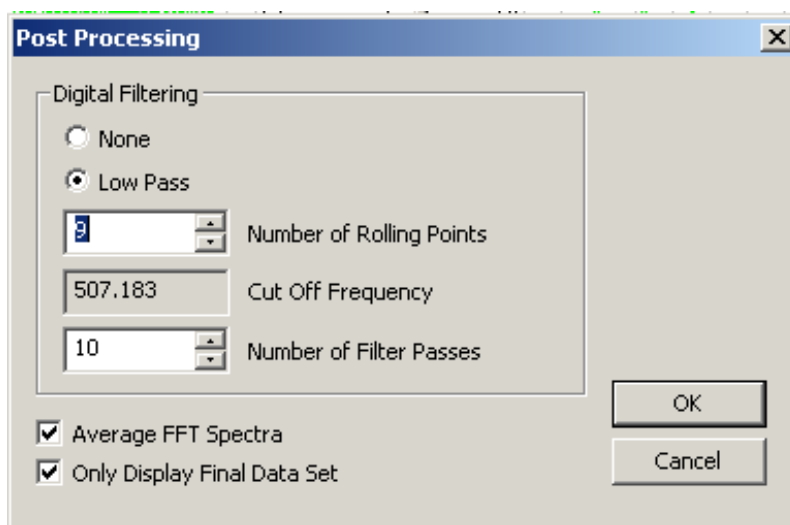 Post Processing
Digital Filtering
None
Low Pass
9 Number of Rolling Points
507.183 Cut Off Frequency
10 Number of Filter Passes
OK
Average FFT Spectra
Cancel
Only Display Final Data Set